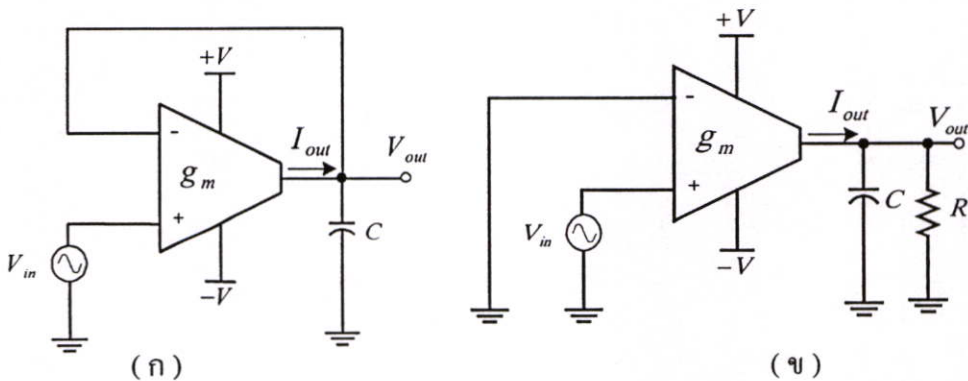 +V
-
g_m
+
I_out
V_out
C
V_in
-V
(ก)
+V
-
g_m
+
I_out
V_out
C
R
V_in
-V
(ข)